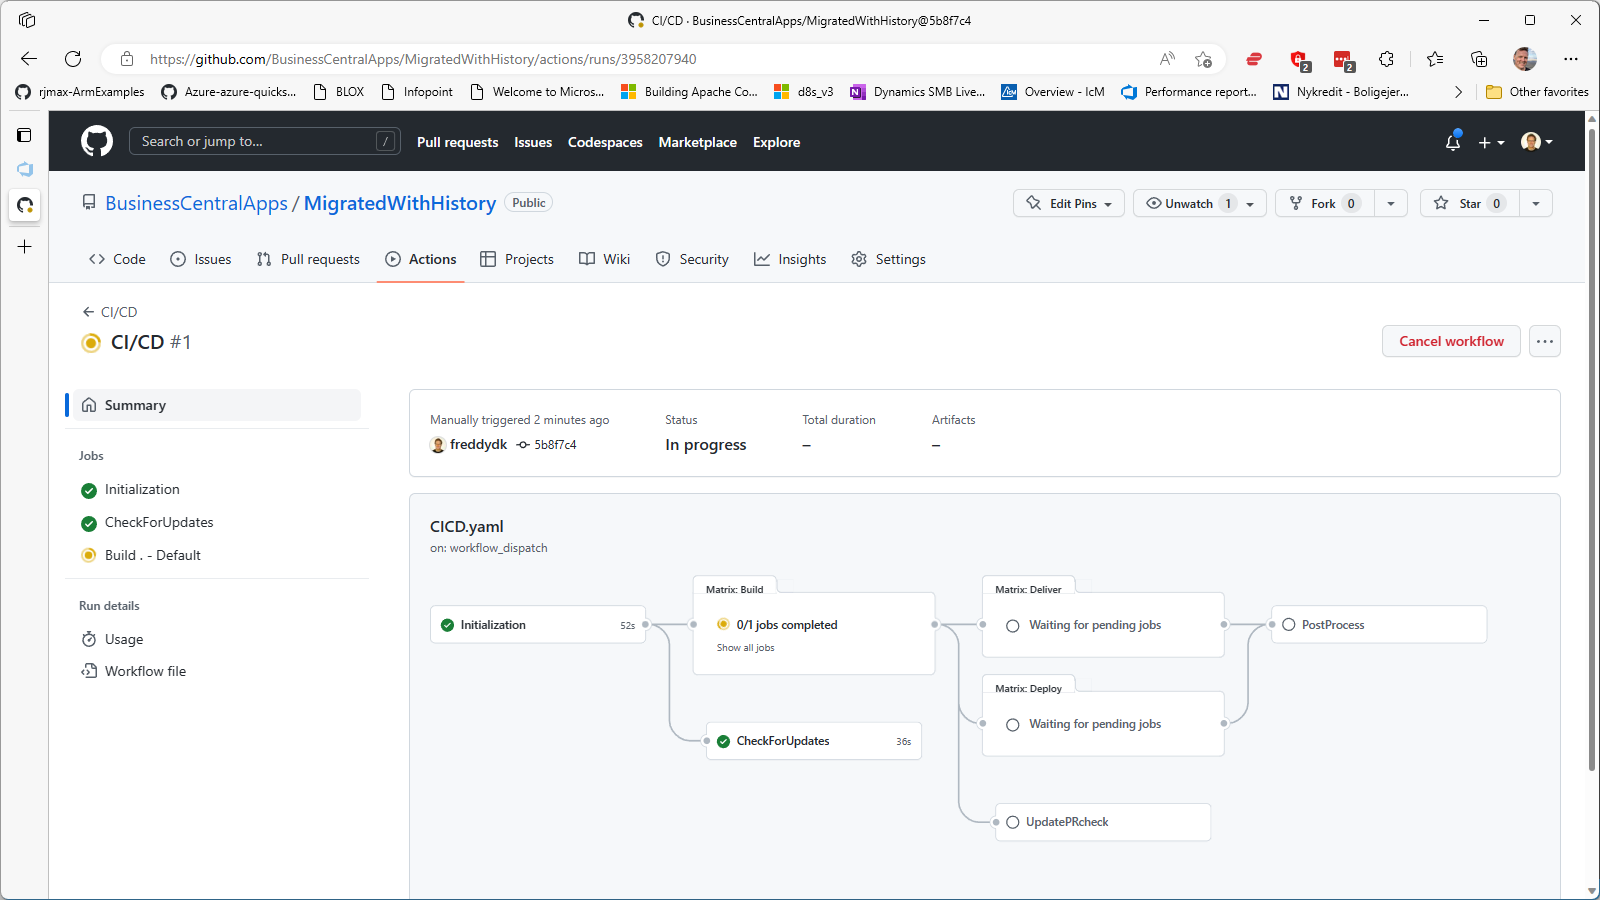 CI/CD · BusinessCentralApps/MigratedWithHistory@5b8f7c4
https://github.com/BusinessCentralApps/MigratedWithHistory/actions/runs/3958207940
2
2
rjmax-ArmExamples
Azure-azure-quicks...
BLOX
Infopoint
Welcome to Micros...
Building Apache Co...
d8s_v3
Dynamics SMB Live...
Overview - IcM
Performance report...
Nykredit - Boligejer...
Other favorites
Search or jump to...
/
Pull requests
Issues
Codespaces
Marketplace
Explore
BusinessCentralApps / MigratedWithHistory
Public
Edit Pins
Unwatch 1
Fork 0
Star 0
Code
Issues
Pull requests
Actions
Projects
Wiki
Security
Insights
Settings
CI/CD
CI/CD #1
Cancel workflow
Summary
Jobs
Initialization
CheckForUpdates
Build . - Default
Run details
Usage
Workflow file
Manually triggered 2 minutes ago
freddydk 5b8f7c4
Status
In progress
Total duration
–
Artifacts
–
CICD.yaml
on: workflow_dispatch
Initialization 52s
Matrix: Build
0/1 jobs completed
Show all jobs
CheckForUpdates 36s
Matrix: Deliver
Waiting for pending jobs
Matrix: Deploy
Waiting for pending jobs
UpdatePRcheck
PostProcess